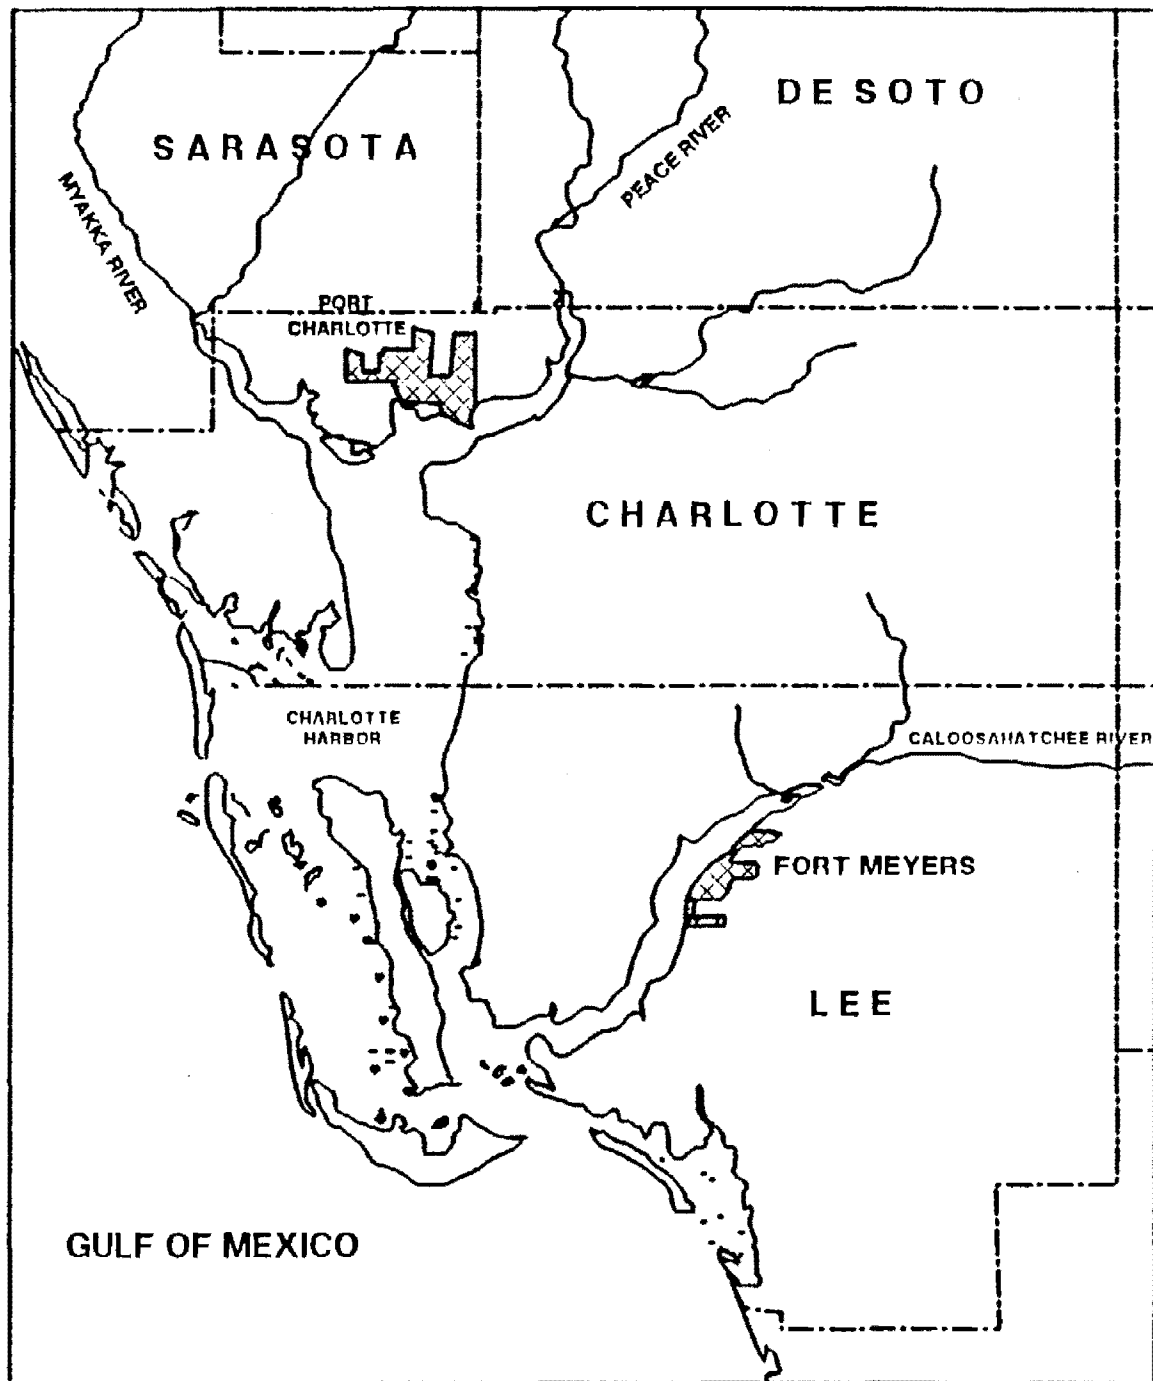 DE SOTO
SARASOTA
PEACE RIVER
MYAKKA RIVER
PORT
CHARLOTTE
CHARLOTTE
CHARLOTTE
HARBOR
CALOOSAHATCHEE RIVER
FORT MEYERS
LEE
GULF OF MEXICO